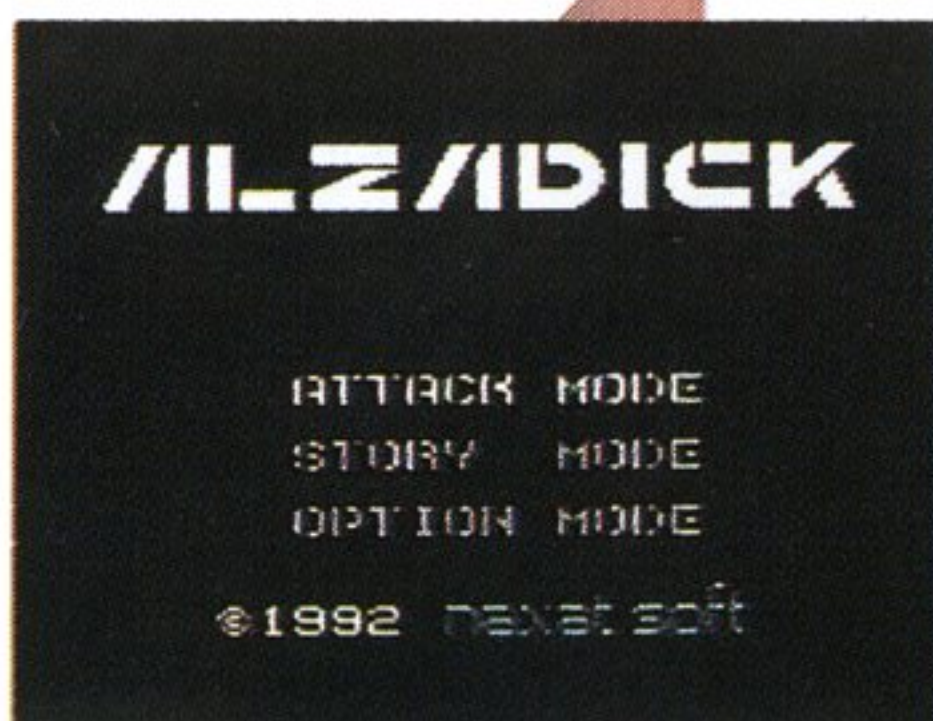 ALZADICK
ATTACK MODE
STORY MODE
OPTION MODE
©1992 naxat soft